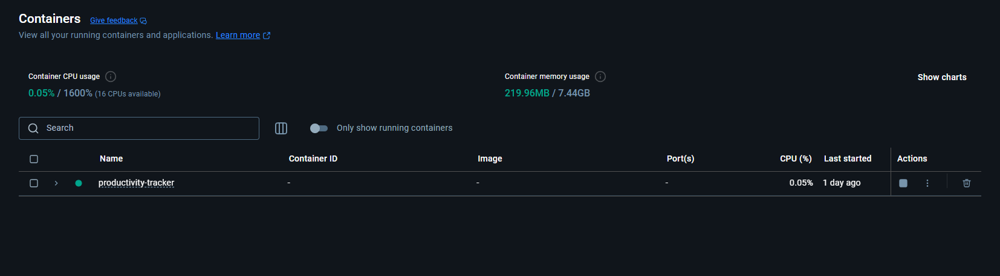 Containers Give feedback
View all your running containers and applications. Learn more
Container CPU usage
0.05% / 1600% (16 CPUs available)
Container memory usage
219.96MB / 7.44GB
Show charts
Search
Only show running containers
Name Container ID Image Port(s) CPU (%) Last started Actions
productivity-tracker - - - 0.05% 1 day ago